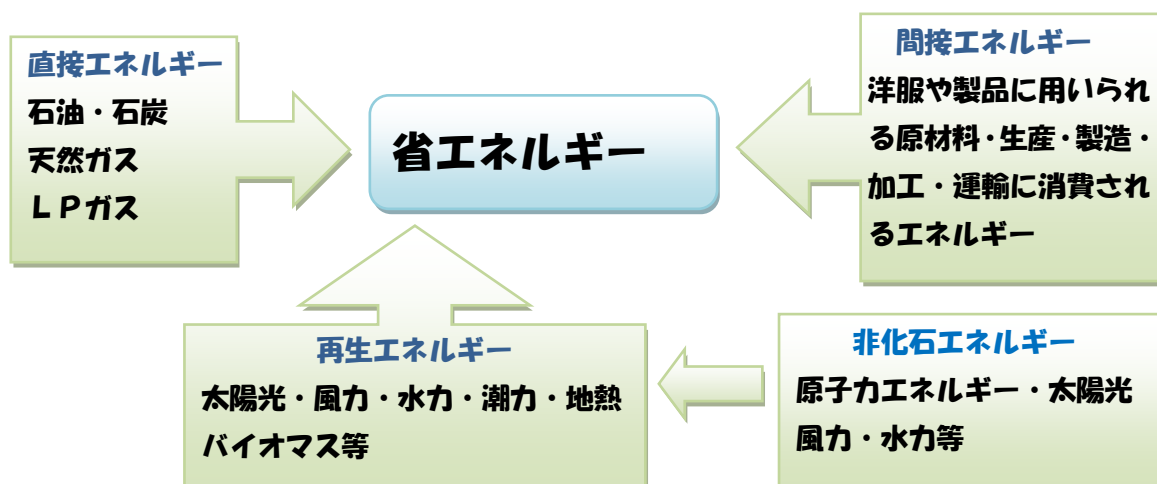 直接エネルギー
石油・石炭
天然ガス
ＬＰガス
省エネルギー
間接エネルギー
洋服や製品に用いられ
る原材料・生産・製造・
加工・運輸に消費され
るエネルギー
再生エネルギー
太陽光・風力・水力・潮力・地熱
バイオマス等
非化石エネルギー
原子力エネルギー・太陽光
風力・水力等